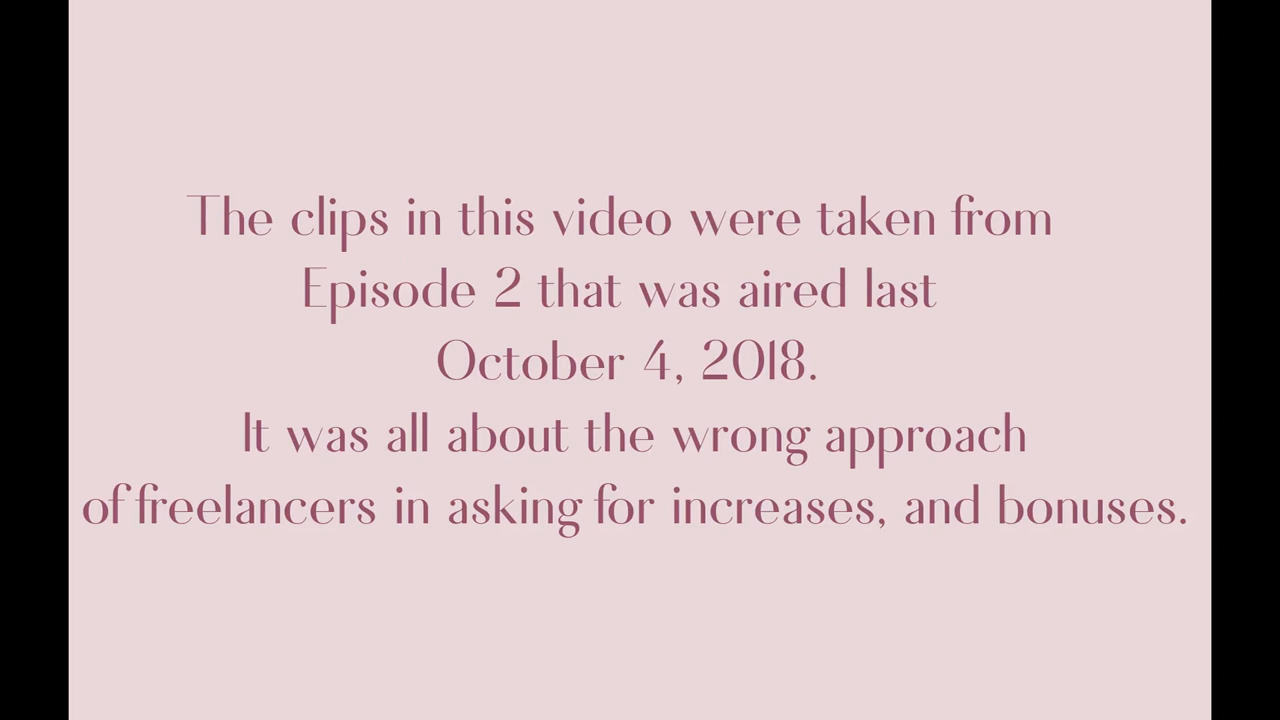 The clips in this video were taken from
Episode 2 that was aired last
October 4, 2018.
It was all about the wrong approach
of freelancers in asking for increases, and bonuses.